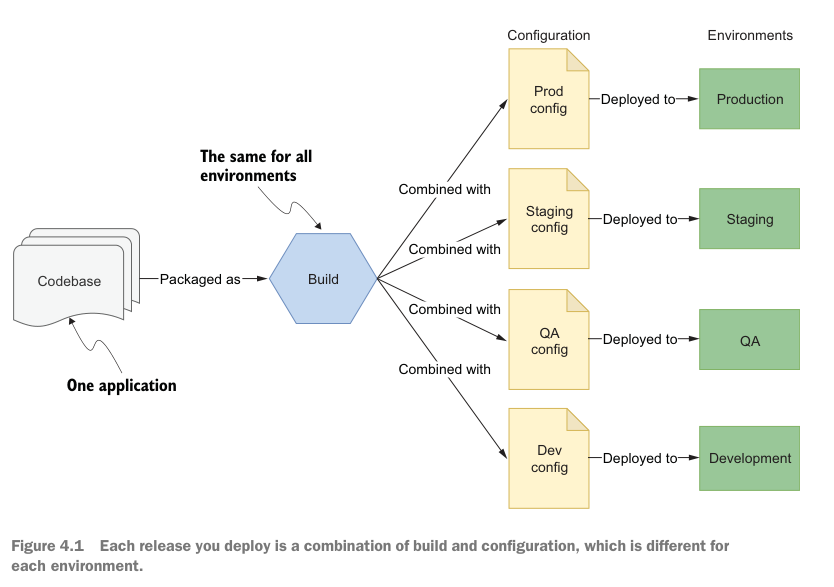 Configuration
Environments
Prod
config
Deployed to
Production
The same for all
environments
Combined with
Staging
config
Deployed to
Staging
Combined with
Codebase
Packaged as
Build
Combined with
QA
config
Deployed to
QA
One application
Combined with
Dev
config
Deployed to
Development
Figure 4.1 Each release you deploy is a combination of build and configuration, which is different for
each environment.